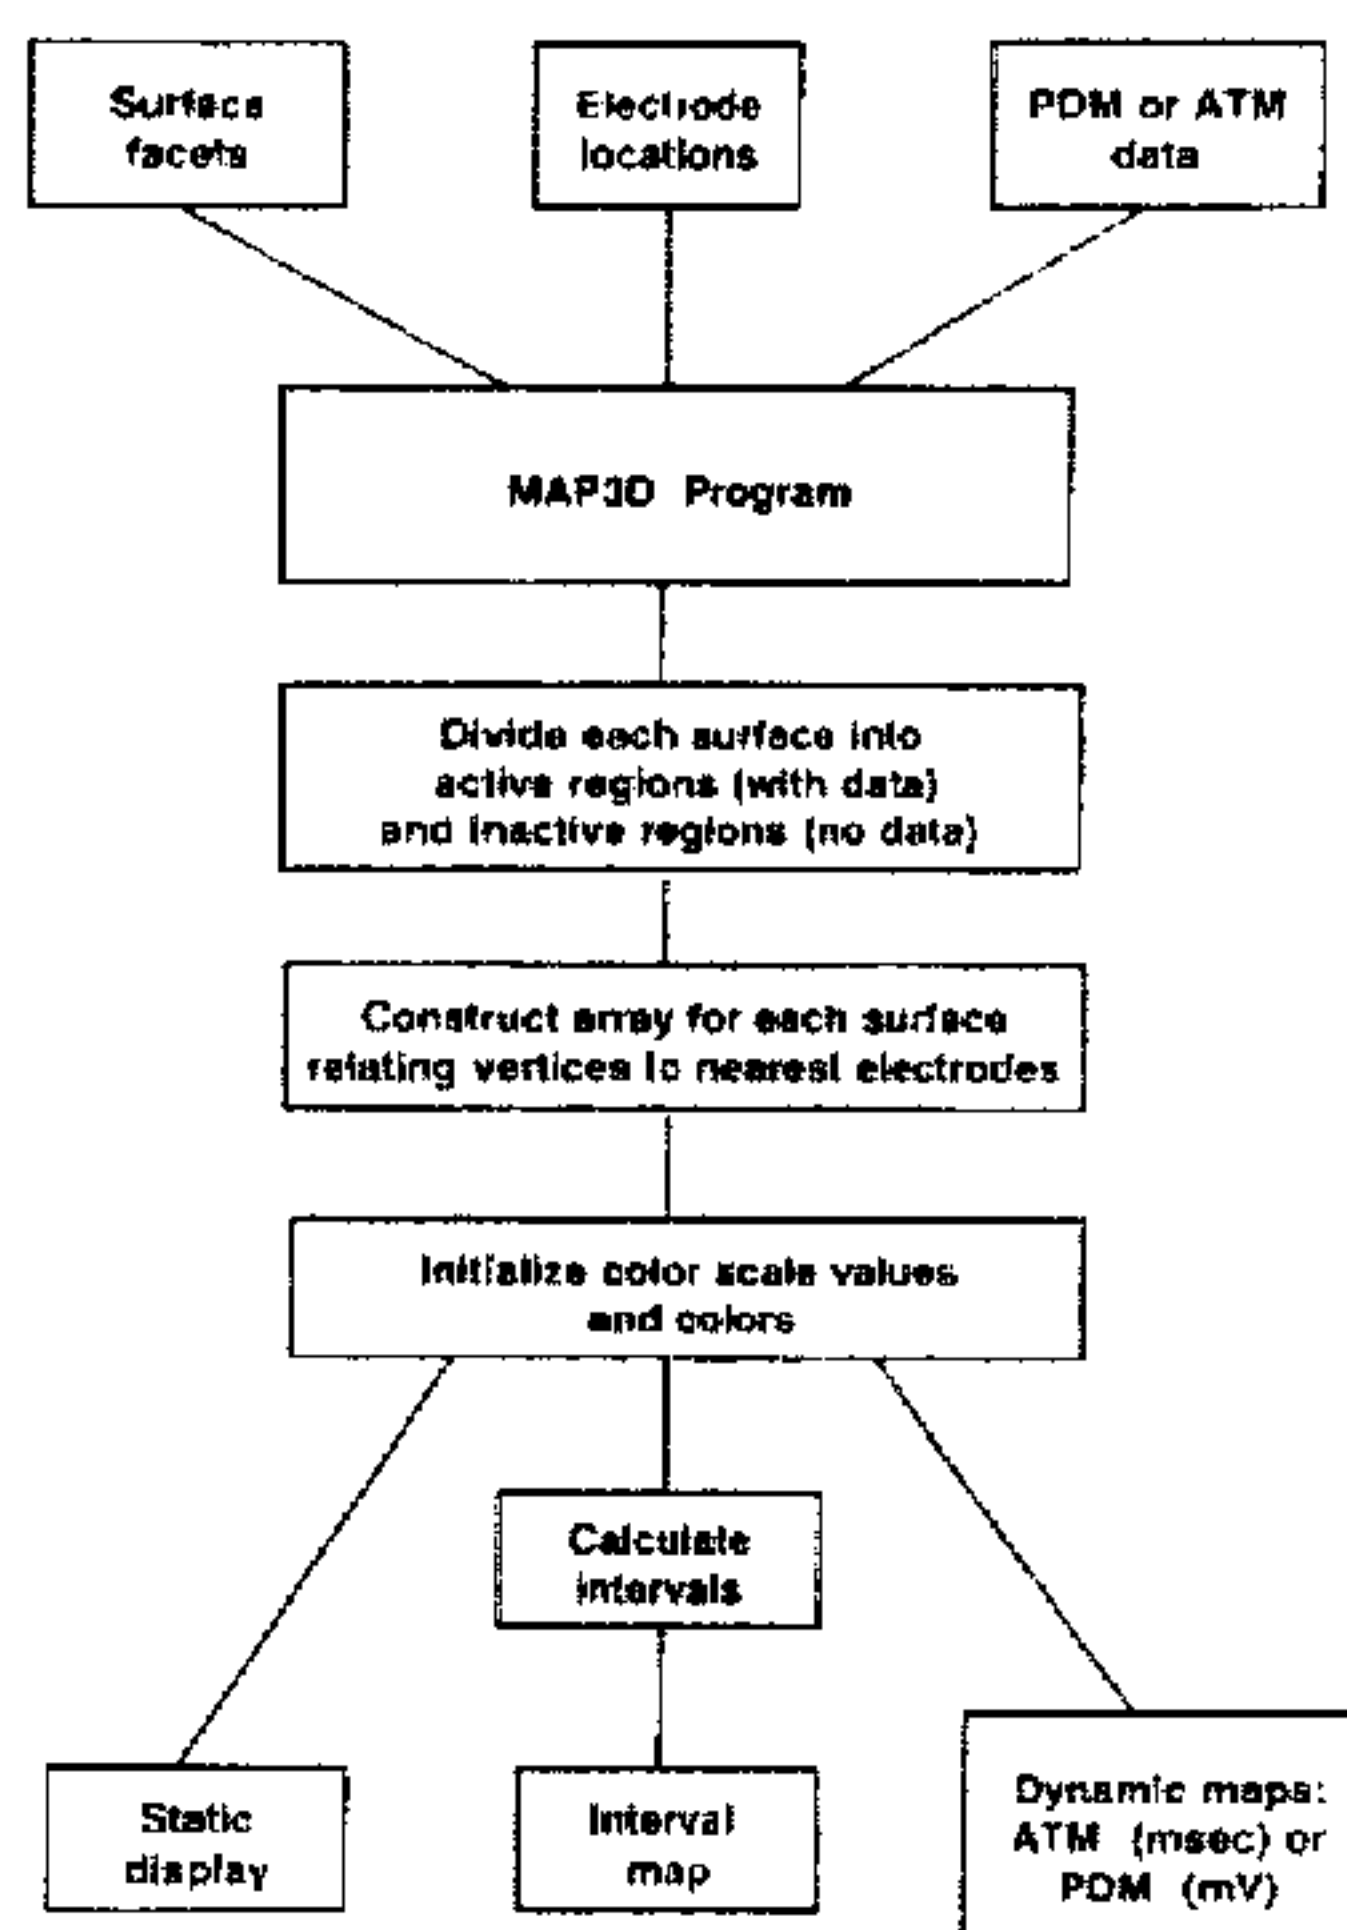 Surface
facets
Electrode
locations
PDM or ATM
data
MAP3D Program
Divide each surface into
active regions (with data)
and inactive regions (no data)
Construct array for each surface
relating vertices to nearest electrodes
Initialize color scale values
and colors
Calculate
intervals
Static
display
Interval
map
Dynamic maps:
ATM (msec) or
PDM (mV)